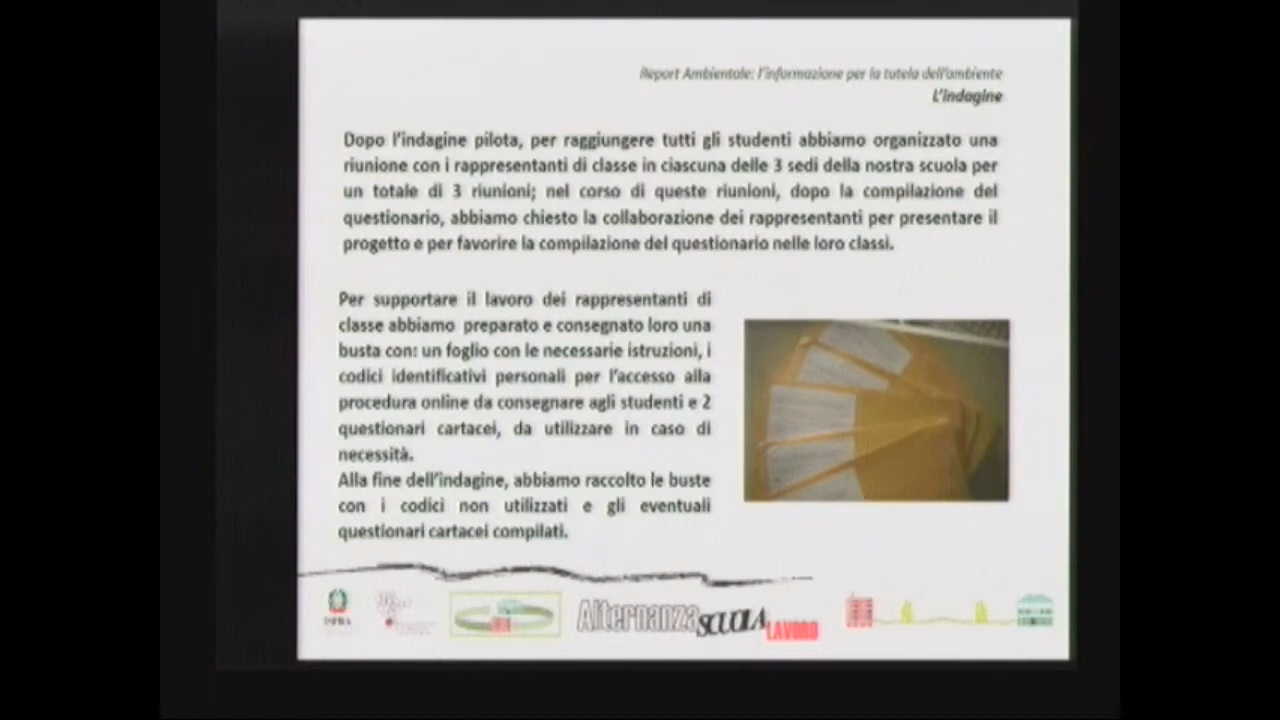 Report Ambientale: l'informazione per la tutela dell'ambiente
L'indagine
Dopo l'indagine pilota, per raggiungere tutti gli studenti abbiamo organizzato una
riunione con i rappresentanti di classe in ciascuna delle 3 sedi della nostra scuola per
un totale di 3 riunioni; nel corso di queste riunioni, dopo la compilazione del
questionario, abbiamo chiesto la collaborazione dei rappresentanti per presentare il
progetto e per favorire la compilazione del questionario nelle loro classi.
Per supportare il lavoro dei rappresentanti di
classe abbiamo preparato e consegnato loro una
busta con: un foglio con le necessarie istruzioni, i
codici identificativi personali per l'accesso alla
procedura online da consegnare agli studenti e 2
questionari cartacei, da utilizzare in caso di
necessità.
Alla fine dell'indagine, abbiamo raccolto le buste
con i codici non utilizzati e gli eventuali
questionari cartacei compilati.
ISPRA
Alternanza SCUOLA LAVORO